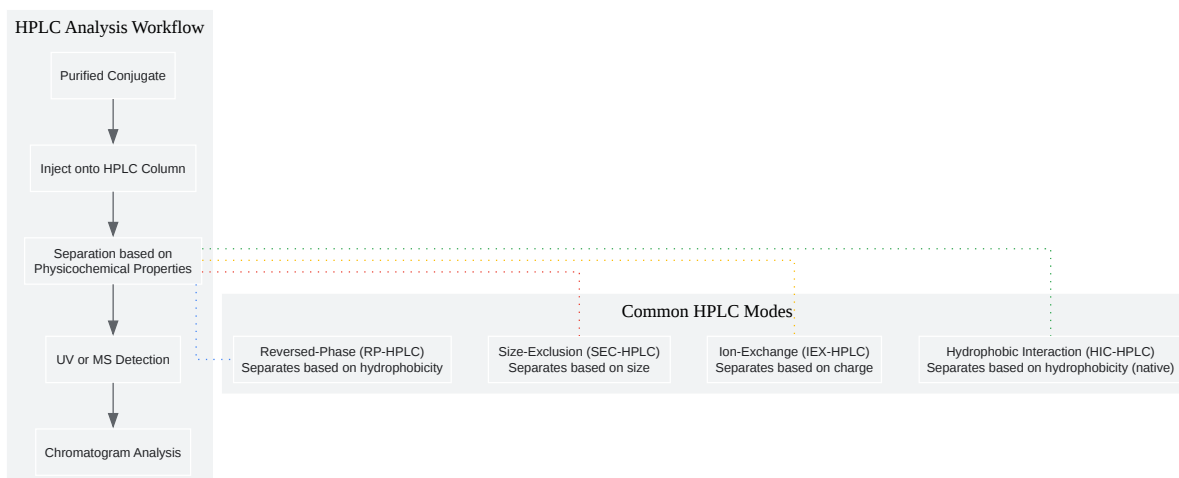 HPLC Analysis Workflow
Purified Conjugate
Inject onto HPLC Column
Separation based on
Physicochemical Properties
UV or MS Detection
Chromatogram Analysis
Common HPLC Modes
Reversed-Phase (RP-HPLC)
Separates based on hydrophobicity
Size-Exclusion (SEC-HPLC)
Separates based on size
Ion-Exchange (IEX-HPLC)
Separates based on charge
Hydrophobic Interaction (HIC-HPLC)
Separates based on hydrophobicity (native)